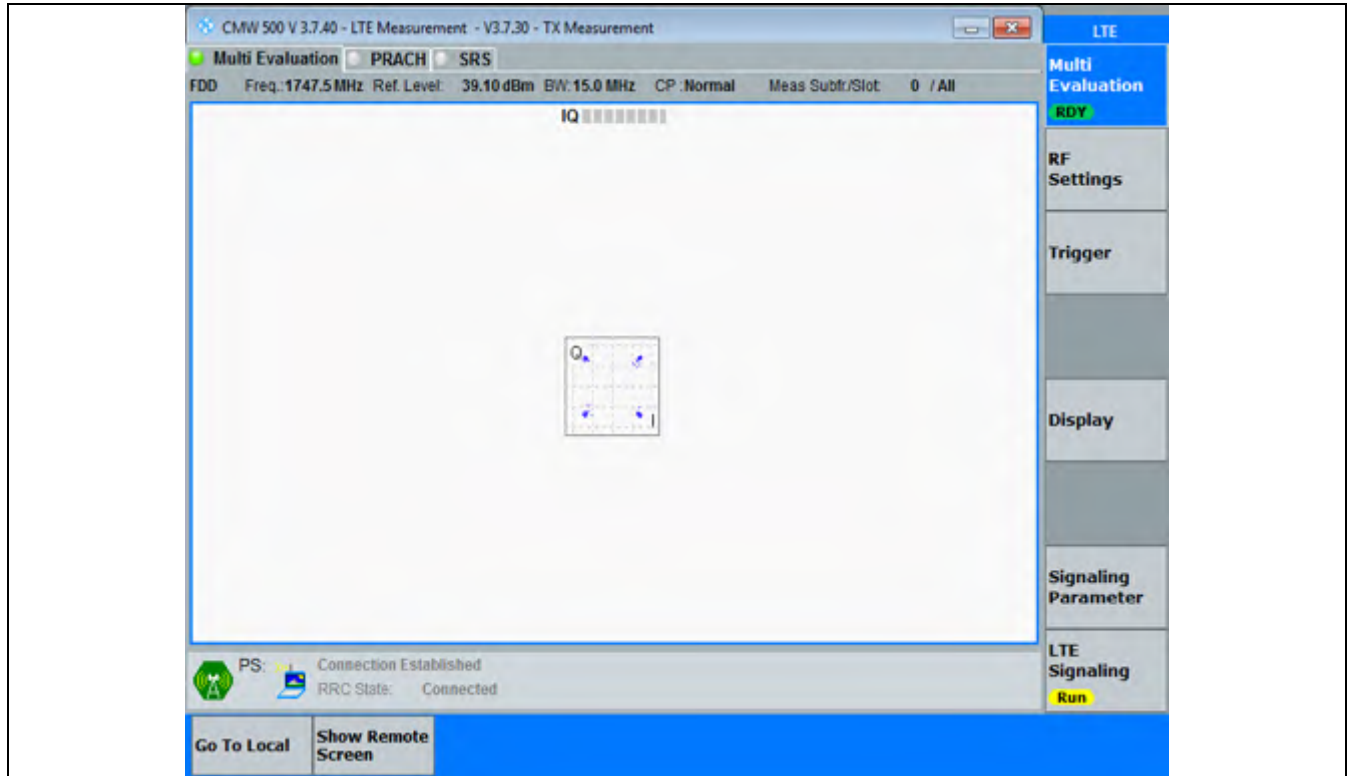 CMW 500 V 3.7.40 - LTE Measurement - V3.7.30 - TX Measurement
LTE
Multi Evaluation PRACH SRS
FDD Freq.:1747.5 MHz Ref. Level: 39.10 dBm BW:15.0 MHz CP :Normal Meas Subfr./Slot: 0 / All
IQ
Q
I
Multi
Evaluation
RDY
RF
Settings
Trigger
Display
Signaling
Parameter
LTE
Signaling
Run
PS: Connection Established
RRC State: Connected
Go To Local
Show Remote
Screen